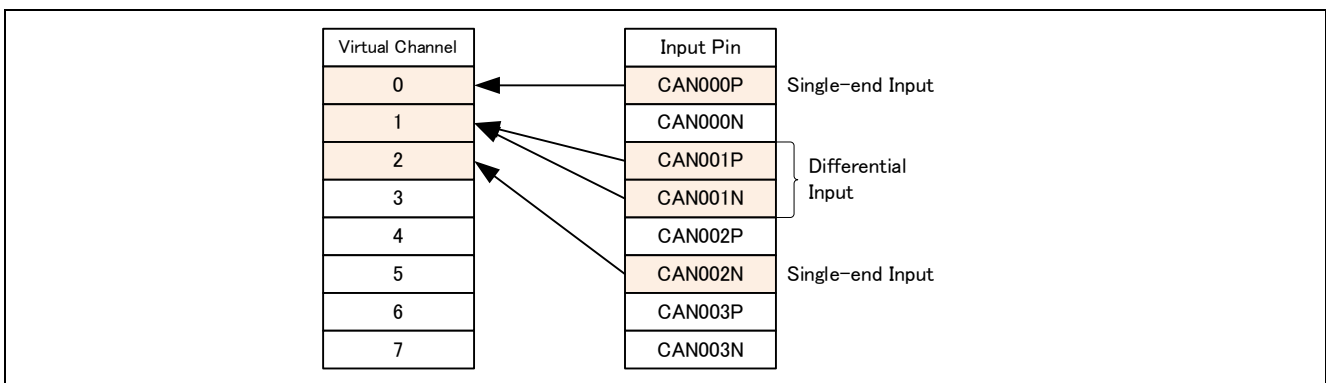 Virtual Channel Input Pin
0 CAN000P Single-end Input
1 CAN000N
2 CAN001P Differential
3 CAN001N Input
4 CAN002P
5 CAN002N Single-end Input
6 CAN003P
7 CAN003N